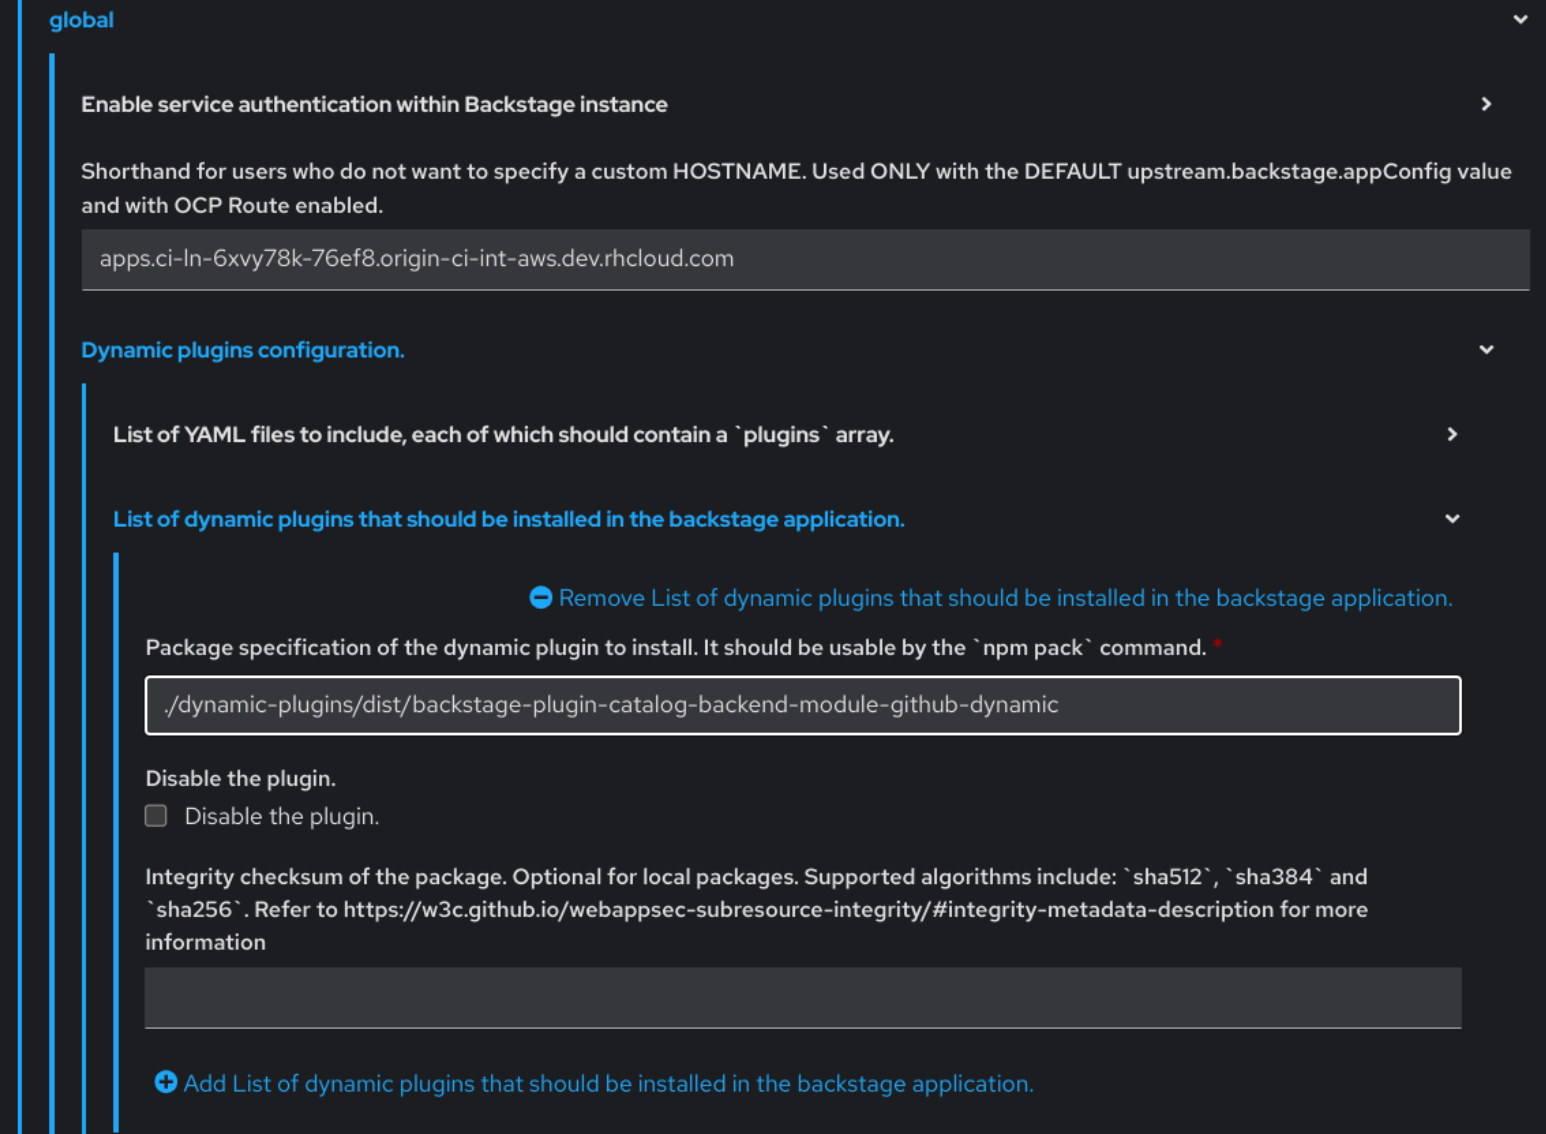 global
Enable service authentication within Backstage instance
Shorthand for users who do not want to specify a custom HOSTNAME. Used ONLY with the DEFAULT upstream.backstage.appConfig value
and with OCP Route enabled.
apps.ci-ln-6xvy78k-76ef8.origin-ci-int-aws.dev.rhcloud.com
Dynamic plugins configuration.
List of YAML files to include, each of which should contain a `plugins` array.
List of dynamic plugins that should be installed in the backstage application.
Remove List of dynamic plugins that should be installed in the backstage application.
Package specification of the dynamic plugin to install. It should be usable by the `npm pack` command. *
./dynamic-plugins/dist/backstage-plugin-catalog-backend-module-github-dynamic
Disable the plugin.
Disable the plugin.
Integrity checksum of the package. Optional for local packages. Supported algorithms include: `sha512`, `sha384` and
`sha256`. Refer to https://w3c.github.io/webappsec-subresource-integrity/#integrity-metadata-description for more
information
Add List of dynamic plugins that should be installed in the backstage application.